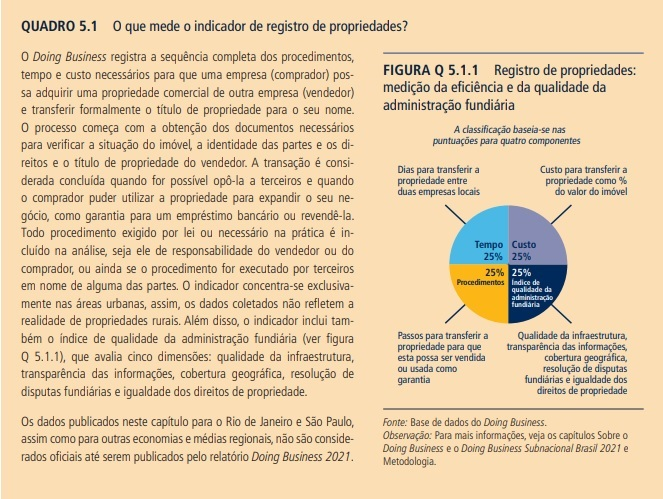 QUADRO 5.1 O que mede o indicador de registro de propriedades?
O Doing Business registra a sequência completa dos procedimentos,
tempo e custo necessários para que uma empresa (comprador) pos-
sa adquirir uma propriedade comercial de outra empresa (vendedor)
e transferir formalmente o título de propriedade para o seu nome.
O processo começa com a obtenção dos documentos necessários
para verificar a situação do imóvel, a identidade das partes e os di-
reitos e o título de propriedade do vendedor. A transação é consi-
derada concluída quando for possível opô-la a terceiros e quando
o comprador puder utilizar a propriedade para expandir o seu ne-
gócio, como garantia para um empréstimo bancário ou revendê-la.
Todo procedimento exigido por lei ou necessário na prática é in-
cluído na análise, seja ele de responsabilidade do vendedor ou do
comprador, ou ainda se o procedimento for executado por terceiros
em nome de alguma das partes. O indicador concentra-se exclusiva-
mente nas áreas urbanas, assim, os dados coletados não refletem a
realidade de propriedades rurais. Além disso, o indicador inclui tam-
bém o índice de qualidade da administração fundiária (ver figura
Q 5.1.1), que avalia cinco dimensões: qualidade da infraestrutura,
transparência das informações, cobertura geográfica, resolução de
disputas fundiárias e igualdade dos direitos de propriedade.
Os dados publicados neste capítulo para o Rio de Janeiro e São Paulo,
assim como para outras economias e médias regionais, não são conside-
rados oficiais até serem publicados pelo relatório Doing Business 2021.
FIGURA Q 5.1.1 Registro de propriedades:
medição da eficiência e da qualidade da
administração fundiária
A classificação baseia-se nas
pontuações para quatro componentes
Dias para transferir a
propriedade entre
duas empresas locais
Custo para transferir a
propriedade como %
do valor do imóvel
Tempo
25%
Custo
25%
25%
Procedimentos
25%
Índice de
qualidade da
administração
fundiária
Passos para transferir a
propriedade para que
esta possa ser vendida
ou usada como
garantia
Qualidade da infraestrutura,
transparência das informações,
cobertura geográfica,
resolução de disputas
fundiárias e igualdade dos
direitos de propriedade
Fonte: Base de dados do Doing Business.
Observação: Para mais informações, veja os capítulos Sobre o
Doing Business e o Doing Business Subnacional Brasil 2021 e
Metodologia.